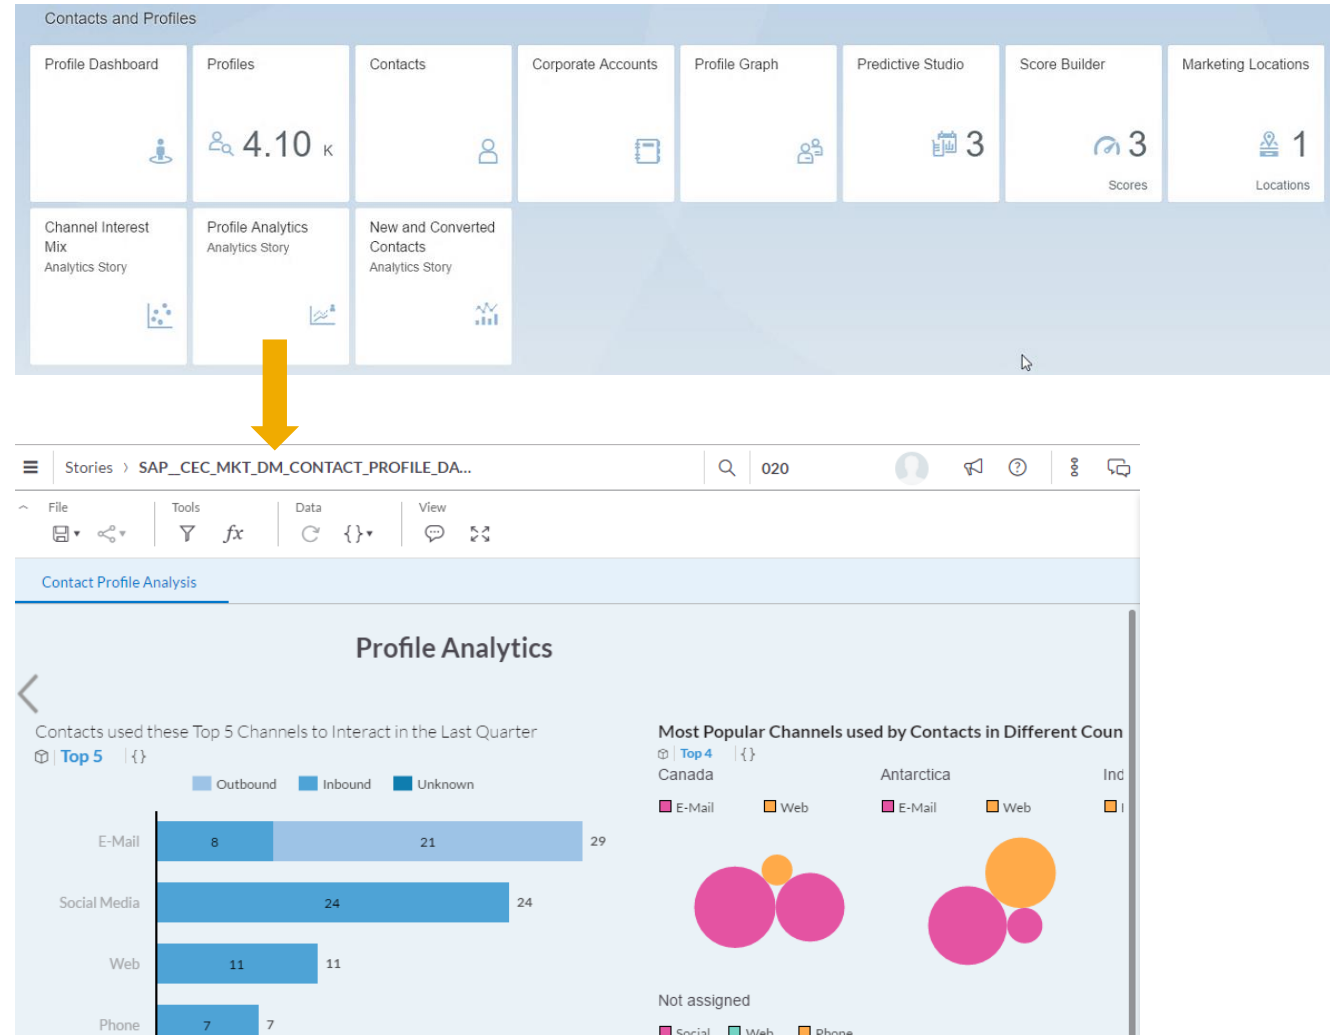 Contacts and Profiles
Profile Dashboard
Profiles
4.10 K
Contacts
Corporate Accounts
Profile Graph
Predictive Studio
3
Score Builder
3
Scores
Marketing Locations
1
Locations
Channel Interest
Mix
Analytics Story
Profile Analytics
Analytics Story
New and Converted
Contacts
Analytics Story
Stories > SAP__CEC_MKT_DM_CONTACT_PROFILE_DA...
020
File
Tools
Data
View
fx
{}
Contact Profile Analysis
Profile Analytics
Contacts used these Top 5 Channels to Interact in the Last Quarter
Top 5 {}
Outbound Inbound Unknown
E-Mail 8 21 29
Social Media 24 24
Web 11 11
Phone 7 7
Most Popular Channels used by Contacts in Different Coun
Top 4 {}
Canada
E-Mail Web
Antarctica
E-Mail Web
Ind
Not assigned
Social Web Phone